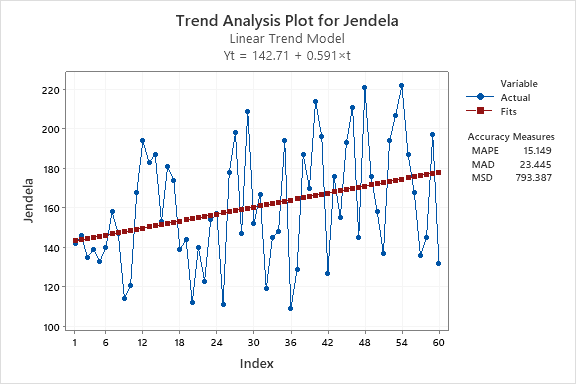 Trend Analysis Plot for Jendela
Linear Trend Model
Yt = 142.71 + 0.591×t
Variable
Actual
Fits
Accuracy Measures
MAPE 15.149
MAD 23.445
MSD 793.387
Jendela
220
200
180
160
140
120
100
1 6 12 18 24 30 36 42 48 54 60
Index